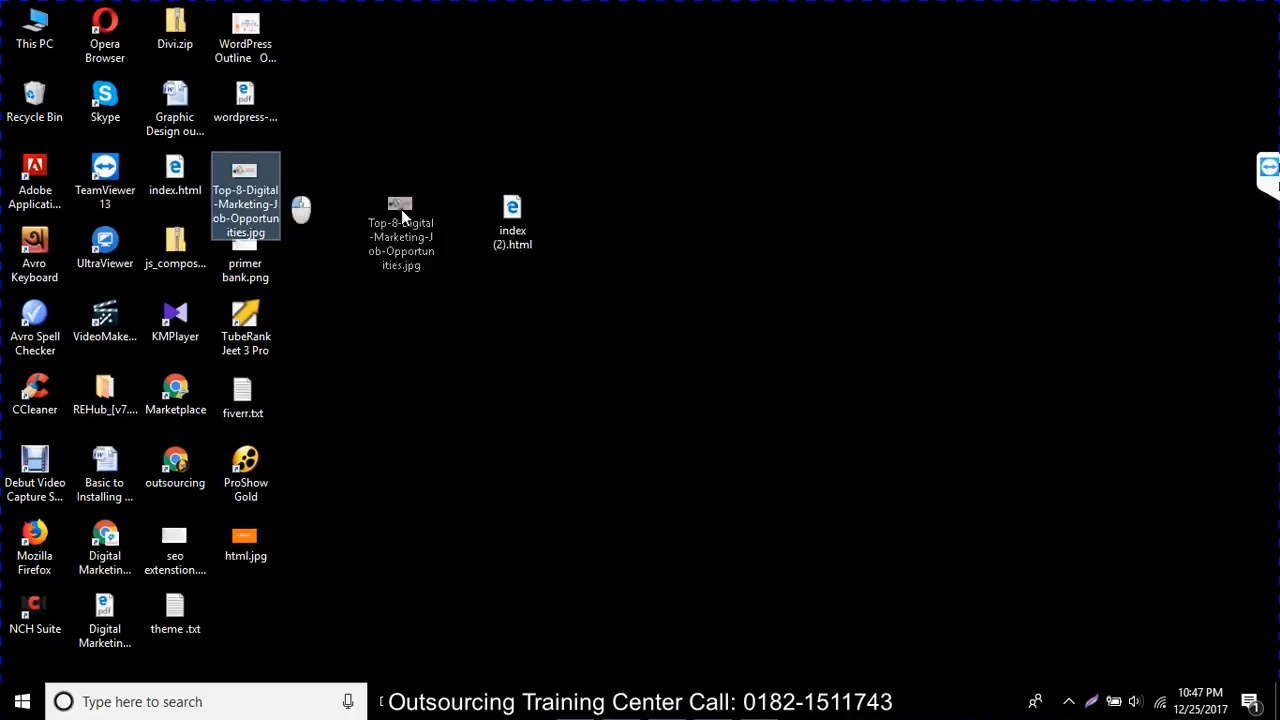 This PC
Opera
Browser
Divi.zip
WordPress
Outline O...
Recycle Bin
Skype
Graphic
Design ou...
wordpress-...
Adobe
Applicati...
TeamViewer
13
index.html
Top-8-Digital
-Marketing-J
ob-Opportun
ities.jpg
Top-8-Digital
-Marketing-J
ob-Opportun
ities.jpg
index
(2).html
Avro
Keyboard
UltraViewer
js_compos...
primer
bank.png
Avro Spell
Checker
VideoMake...
KMPlayer
TubeRank
Jeet 3 Pro
CCleaner
REHub_[v7....
Marketplace
fiverr.txt
Debut Video
Capture S...
Basic to
Installing ...
outsourcing
ProShow
Gold
Mozilla
Firefox
Digital
Marketin...
seo
extenstion....
html.jpg
NCH Suite
Digital
Marketin...
theme .txt
Type here to search
Outsourcing Training Center Call: 0182-1511743
10:47 PM
12/25/2017